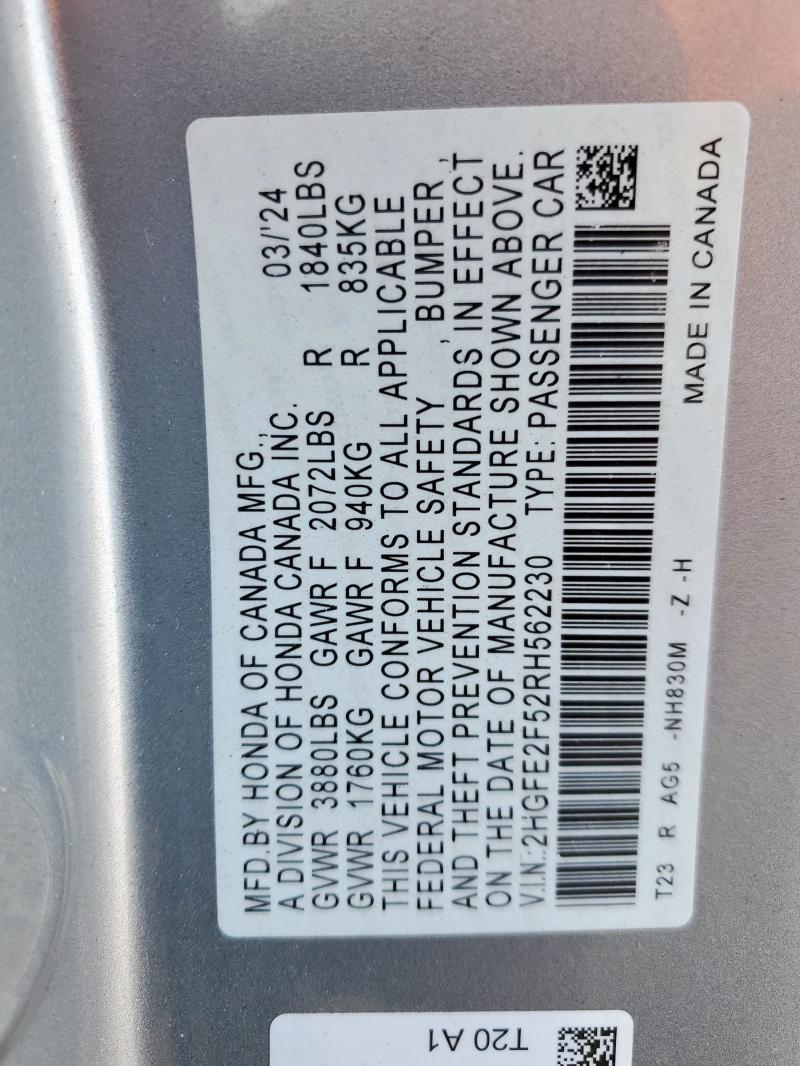 MFD.BY HONDA OF CANADA MFG.,
03/'24
A DIVISION OF HONDA CANADA INC.
GVWR 3880LBS GAWR F 2072LBS R 1840LBS
GVWR 1760KG GAWR F 940KG R 835KG
THIS VEHICLE CONFORMS TO ALL APPLICABLE
FEDERAL MOTOR VEHICLE SAFETY , BUMPER ,
AND THEFT PREVENTION STANDARDS IN EFFECT
ON THE DATE OF MANUFACTURE SHOWN ABOVE.
V.I.N.:2HGFE2F52RH562230 TYPE: PASSENGER CAR
T23 R AG5 -NH830M -Z -H
MADE IN CANADA
T20 A1